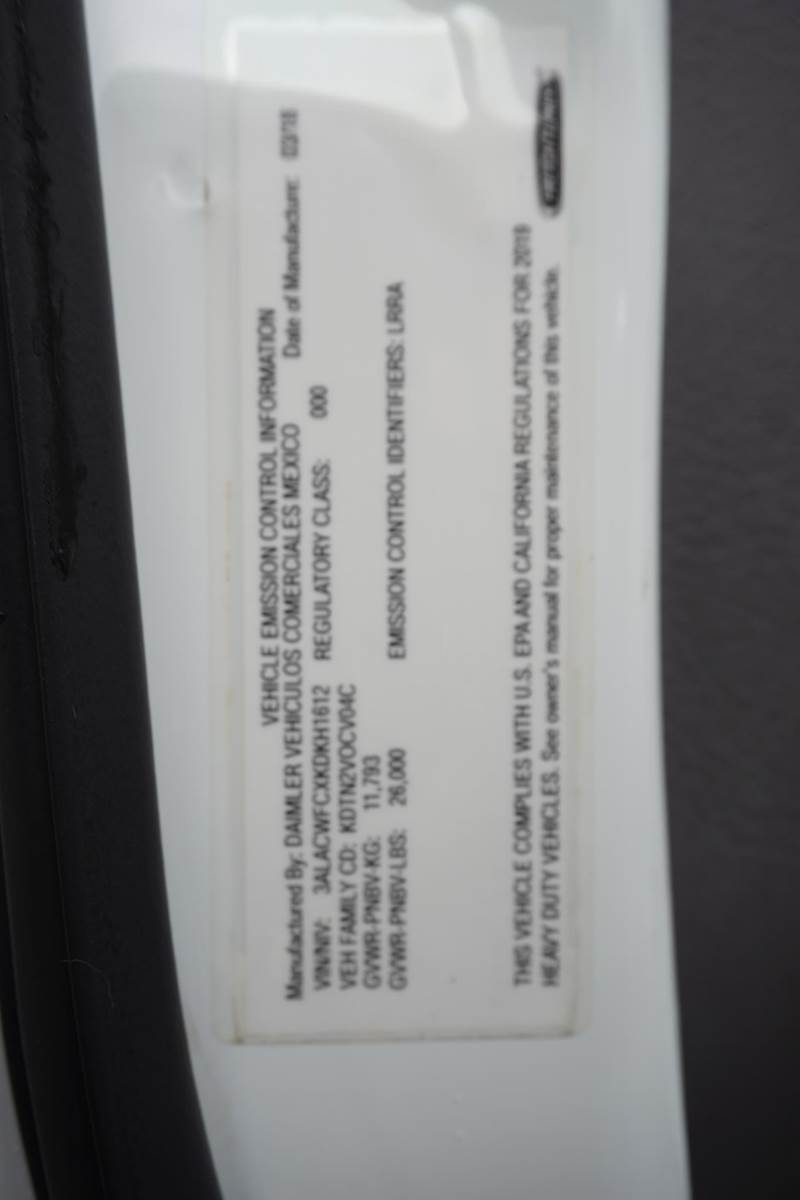 VEHICLE EMISSION CONTROL INFORMATION
Manufactured By: DAIMLER VEHICULOS COMERCIALES MEXICO Date of Manufacture: 03/18
VIN/NIV: 3ALACWFCXKDKH1612 REGULATORY CLASS: 000
VEH FAMILY CD: KDTN2VOCV04C
GVWR-PNBV-KG: 11,793
GVWR-PNBV-LBS: 26,000 EMISSION CONTROL IDENTIFIERS: LRRA
THIS VEHICLE COMPLIES WITH U.S. EPA AND CALIFORNIA REGULATIONS FOR 2019
HEAVY DUTY VEHICLES. See owner's manual for proper maintenance of this vehicle.